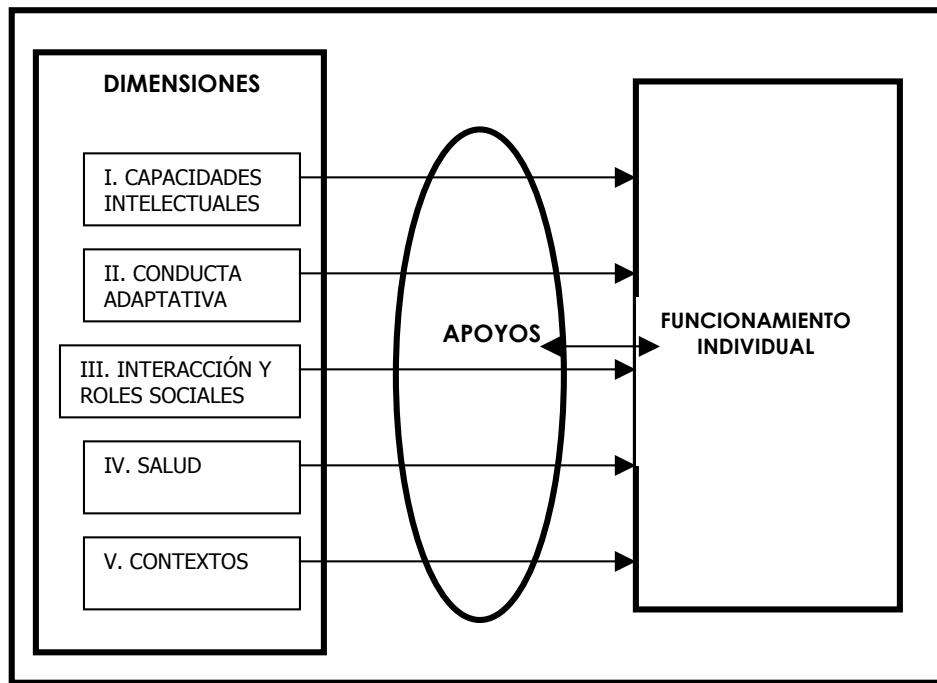 DIMENSIONES
I. CAPACIDADES
INTELECTUALES
II. CONDUCTA
ADAPTATIVA
III. INTERACCIÓN Y
ROLES SOCIALES
IV. SALUD
V. CONTEXTOS
APOYOS
FUNCIONAMIENTO
INDIVIDUAL